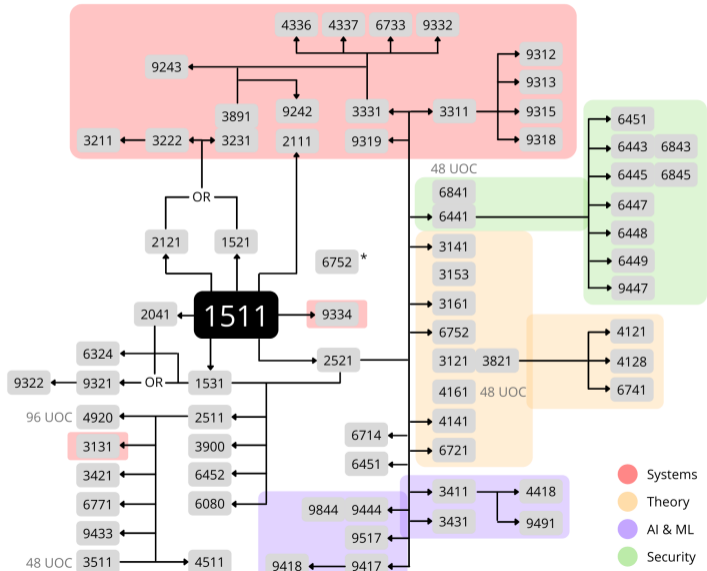 4336 4337 6733 9332
9243 9312
9313
3891 9242 3331 3311 9315
3211 3222 3231 2111 9319 9318
6451
6443 6843
48 UOC
6445 6845
6841
OR
6447
6441
6448
2121 1521 3141
6752 * 6449
3153
9447
2041 1511 9334 3161
6752 4121
6324 2521 3121 3821 4128
9322 9321 OR 1531 4161 48 UOC 6741
96 UOC 4920 2511 4141
6714
3131 3900 6721
6451
3421 6452 Systems
3411 4418
6771 6080 9844 9444 Theory
3431 9491
9433 9517 AI & ML
48 UOC 3511 4511 9418 9417 Security